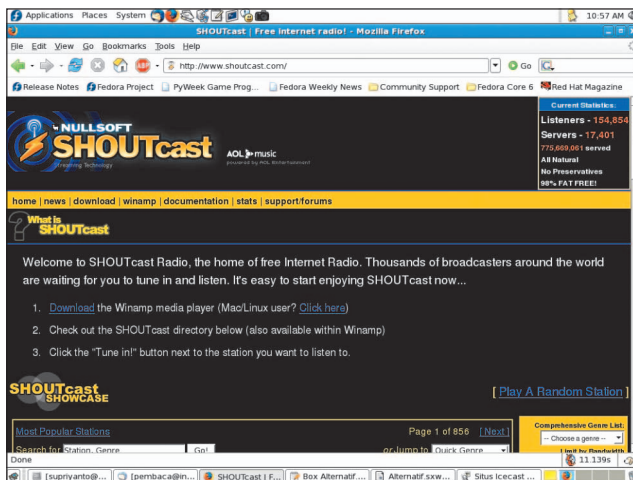 Applications Places System 10:57 AM
SHOUTcast | Free internet radio! - Mozilla Firefox
File Edit View Go Bookmarks Tools Help
http://www.shoutcast.com/ Go
Release Notes Fedora Project PyWeek Game Prog... Fedora Weekly News Community Support Fedora Core 6 Red Hat Magazine
NULLSOFT
SHOUTcast
Streaming Technology
AOL music
powered by AOL Entertainment
Current Statistics:
Listeners - 154,854
Servers - 17,401
775,669,061 served
All Natural
No Preservatives
98% FAT FREE!
home | news | download | winamp | documentation | stats | support/forums
What is
SHOUTcast
Welcome to SHOUTcast Radio, the home of free Internet Radio. Thousands of broadcasters around the world
are waiting for you to tune in and listen. It's easy to start enjoying SHOUTcast now...
1. Download the Winamp media player (Mac/Linux user? Click here)
2. Check out the SHOUTcast directory below (also available within Winamp)
3. Click the "Tune in!" button next to the station you want to listen to.
SHOUTcast
SHOWCASE
[ Play A Random Station ]
Most Popular Stations Page 1 of 856 [Next]
Comprehensive Genre List:
-- Choose a genre --
Search for Station, Genre Go! or Jump to Quick Genre
Limit by Bandwidth
Done 11.139s
[supriyanto@... [pembaca@in... SHOUTcast | F... Box Alternatif.... Alternatif.sxw... Situs Icecast ...